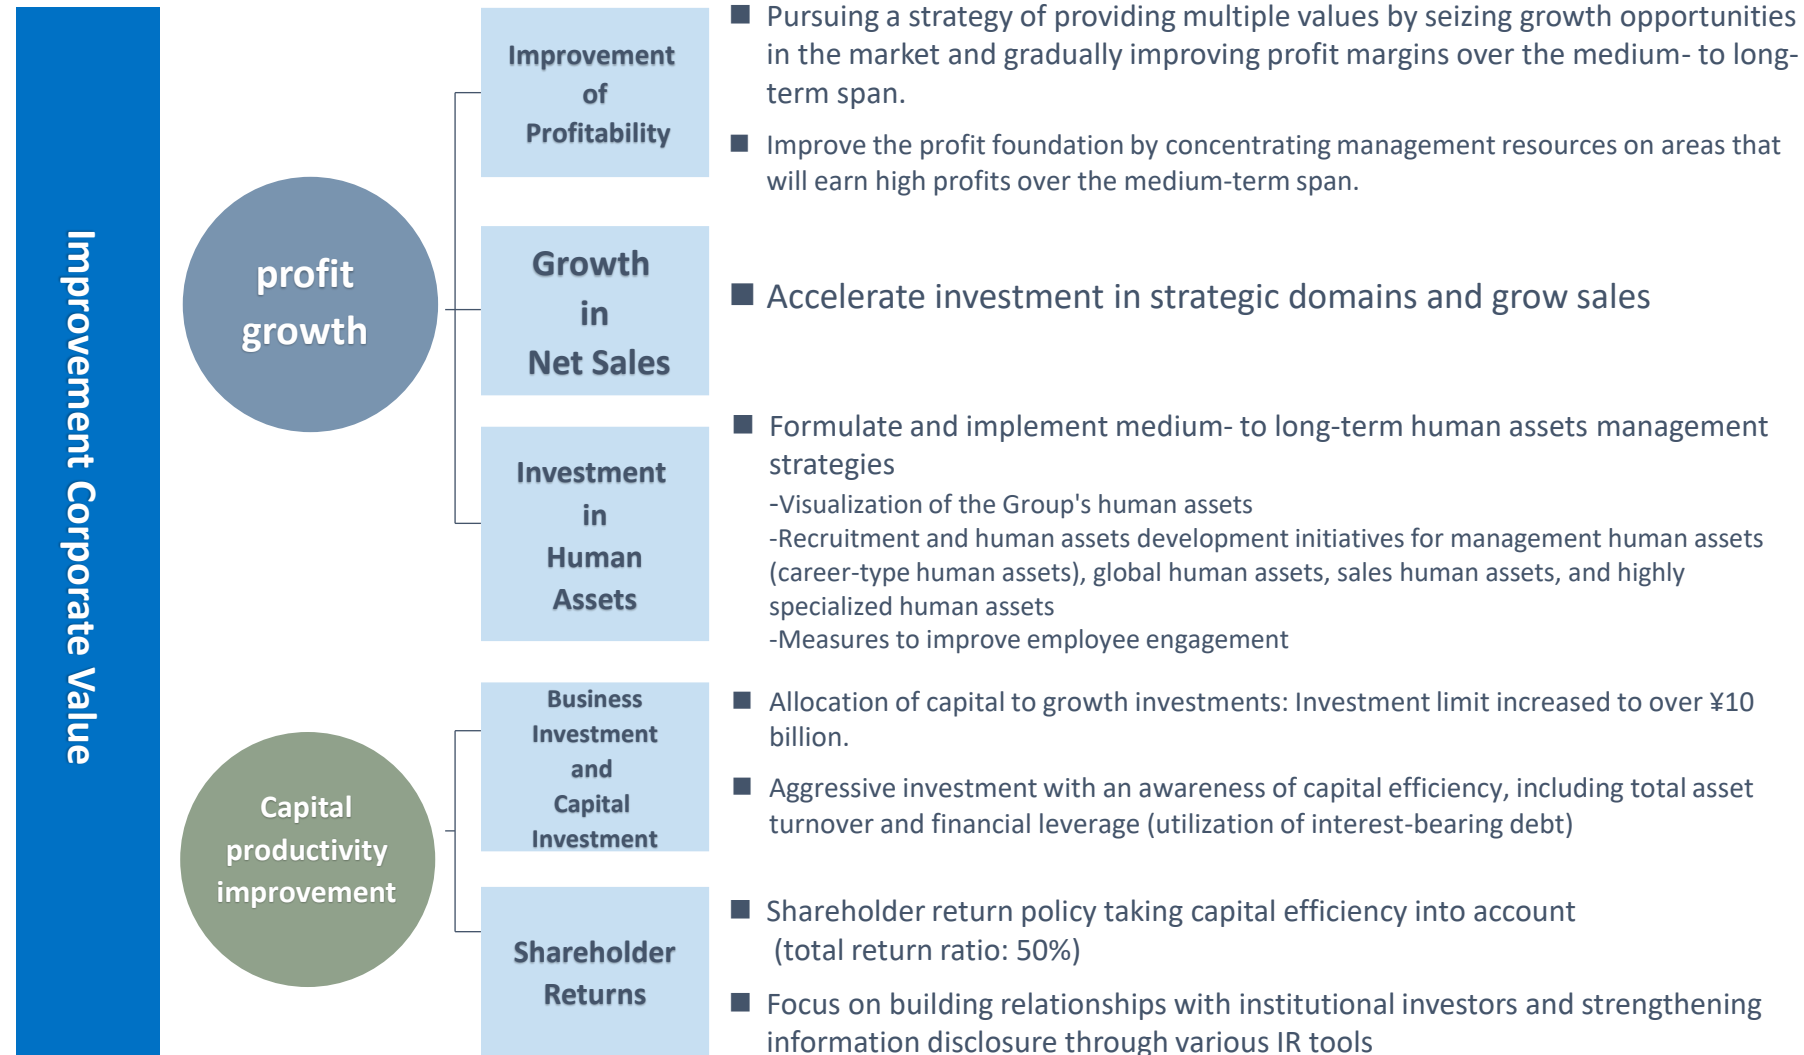 Improvement Corporate Value
profit
growth
Improvement
of
Profitability
■ Pursuing a strategy of providing multiple values by seizing growth opportunities
in the market and gradually improving profit margins over the medium- to long-
term span.
■ Improve the profit foundation by concentrating management resources on areas that
will earn high profits over the medium-term span.
Growth
in
Net Sales
■ Accelerate investment in strategic domains and grow sales
Investment
in
Human
Assets
■ Formulate and implement medium- to long-term human assets management
strategies
-Visualization of the Group's human assets
-Recruitment and human assets development initiatives for management human assets
(career-type human assets), global human assets, sales human assets, and highly
specialized human assets
-Measures to improve employee engagement
Capital
productivity
improvement
Business
Investment
and
Capital
Investment
■ Allocation of capital to growth investments: Investment limit increased to over ¥10
billion.
■ Aggressive investment with an awareness of capital efficiency, including total asset
turnover and financial leverage (utilization of interest-bearing debt)
Shareholder
Returns
■ Shareholder return policy taking capital efficiency into account
(total return ratio: 50%)
■ Focus on building relationships with institutional investors and strengthening
information disclosure through various IR tools